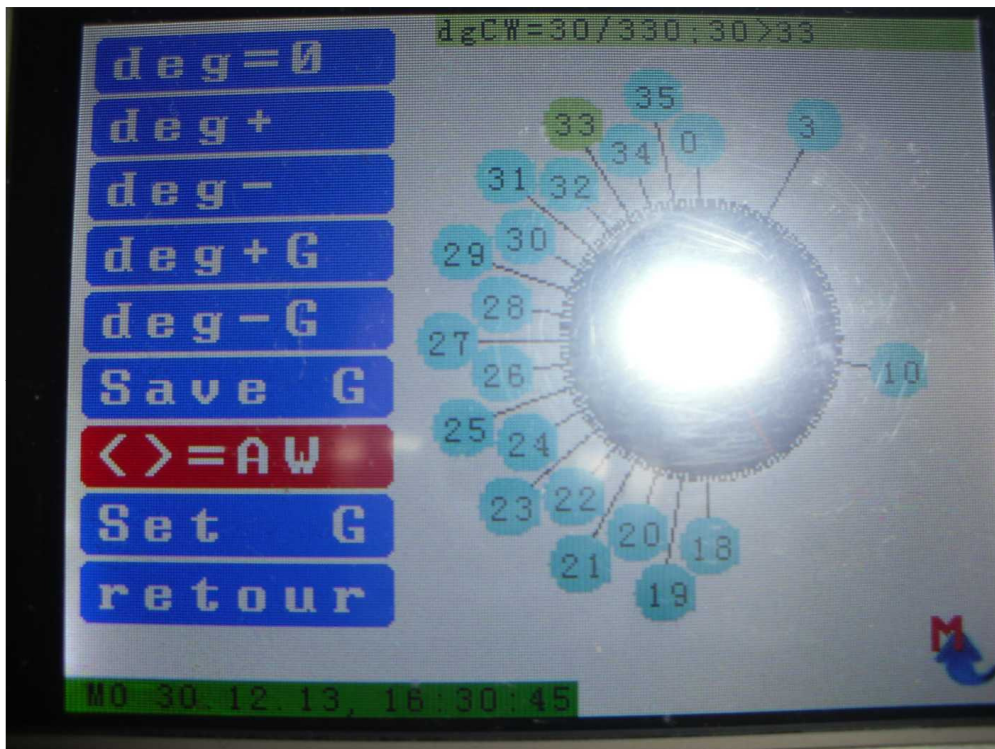 dgCW=30/330:30>33
deg=0
deg+
deg-
deg+G
deg-G
Save G
<>=AW
Set G
retour
35
33
3
0
34
31
32
30
29
28
27
26
10
25
24
23
22
20
18
21
19
M
MO 30.12.13, 16:30:45